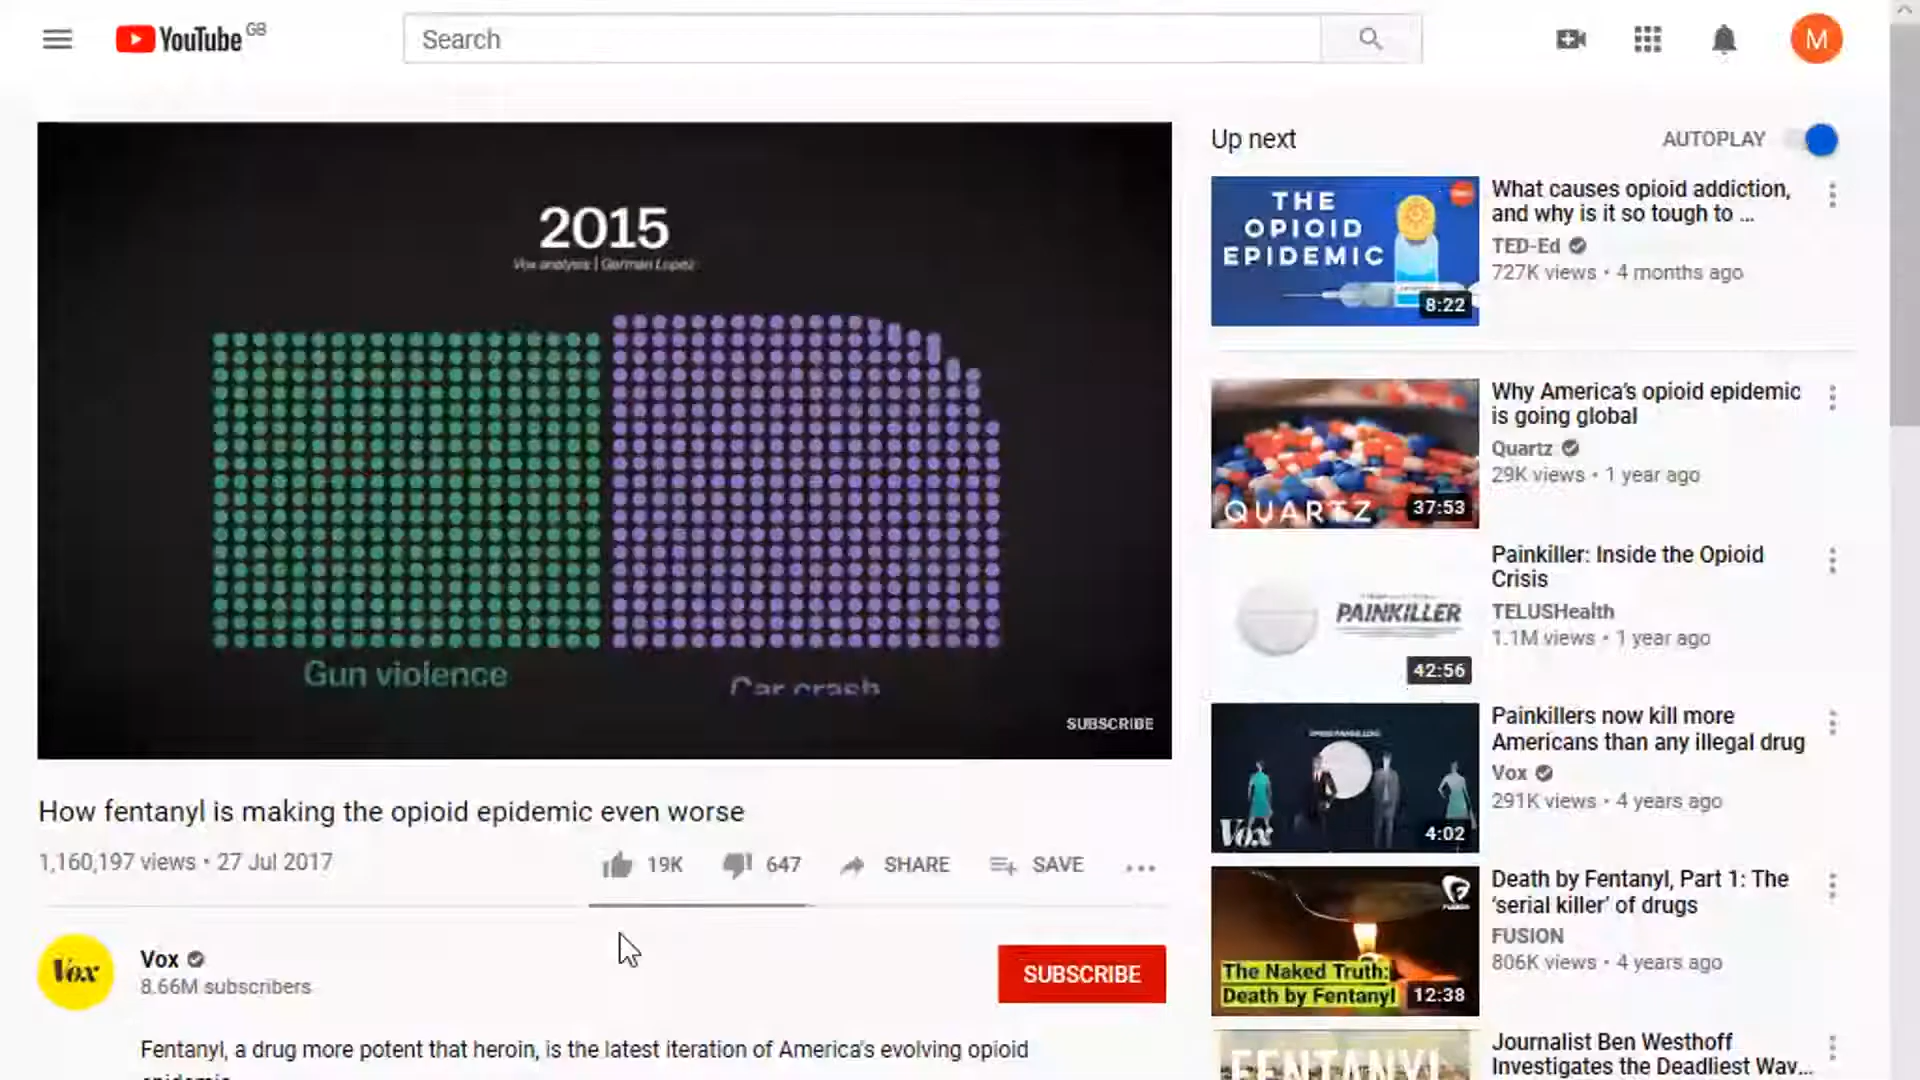 YouTube GB
Search
M
2015
Vox analysis | German Lopez
Gun violence
Car crash
SUBSCRIBE
How fentanyl is making the opioid epidemic even worse
1,160,197 views • 27 Jul 2017
19K
647
SHARE
SAVE
Vox
Vox
8.66M subscribers
SUBSCRIBE
Fentanyl, a drug more potent that heroin, is the latest iteration of America's evolving opioid
Up next
AUTOPLAY
THE
OPIOID
EPIDEMIC
8:22
What causes opioid addiction,
and why is it so tough to ...
TED-Ed
727K views • 4 months ago
QUARTZ
37:53
Why America's opioid epidemic
is going global
Quartz
29K views • 1 year ago
PAINKILLER
42:56
Painkiller: Inside the Opioid
Crisis
TELUSHealth
1.1M views • 1 year ago
Vox
4:02
Painkillers now kill more
Americans than any illegal drug
Vox
291K views • 4 years ago
FUSION
The Naked Truth:
Death by Fentanyl
12:38
Death by Fentanyl, Part 1: The
'serial killer' of drugs
FUSION
806K views • 4 years ago
FENTANYL
Journalist Ben Westhoff
Investigates the Deadliest Wav...